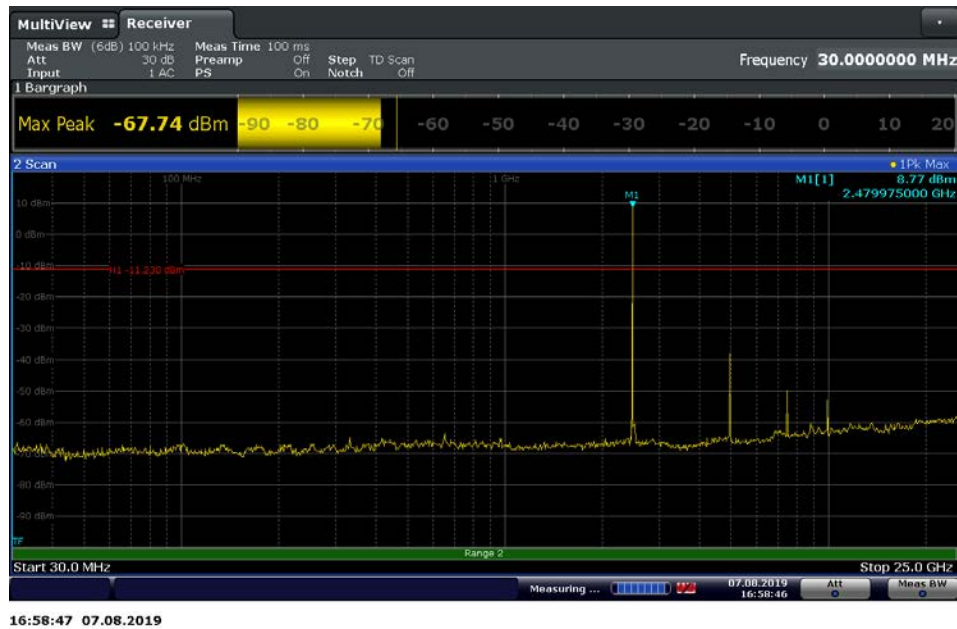 MultiView Receiver
Meas BW (6dB) 100 kHz Meas Time 100 ms
Att 30 dB Preamp Off Step TD Scan
Input 1 AC PS On Notch Off
Frequency 30.0000000 MHz
1 Bargraph
Max Peak -67.74 dBm -90 -80 -70 -60 -50 -40 -30 -20 -10 0 10 20
2 Scan 1Pk Max
100 MHz 1 GHz M1[1] 8.77 dBm
M1 2.479975000 GHz
10 dBm
0 dBm
-10 dBm
H1 -11.230 dBm
-20 dBm
-30 dBm
-40 dBm
-50 dBm
-60 dBm
-80 dBm
-90 dBm
TF
Range 2
Start 30.0 MHz Stop 25.0 GHz
Measuring ... 07.08.2019 Att Meas BW
16:58:46
16:58:47 07.08.2019